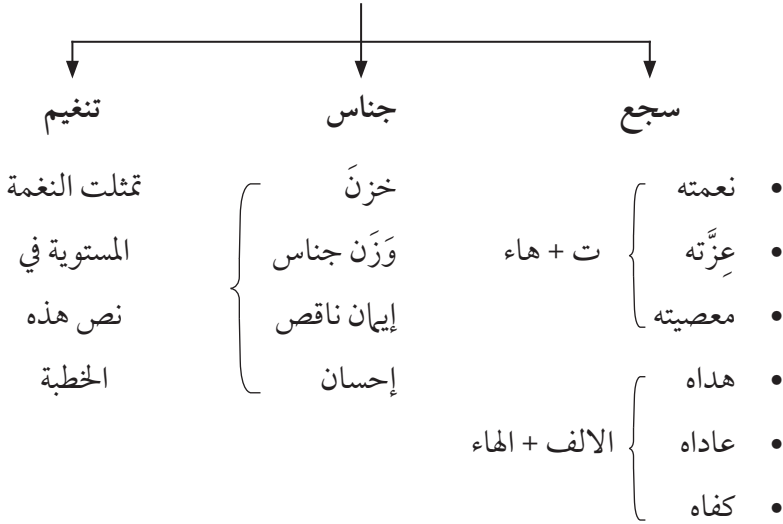 سجع جناس تنغيم
• نعمته خزنَ تمثلت النغمة
• عِزَّته ت + هاء وَزَن جناس المستوية في
• معصيته إيمان ناقص نص هذه
• هداه إحسان الخطبة
• عاداه الالف + الهاء
• كفاه